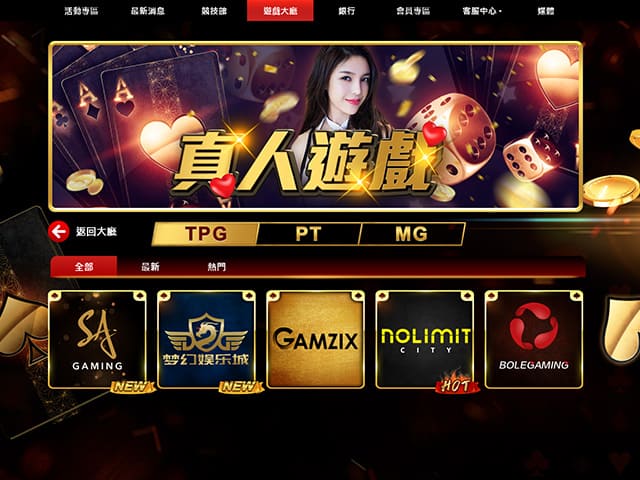 活動專區 最新消息 競技館 遊戲大廳 銀行 會員專區 客服中心 媒體
真人遊戲
返回大廳 TPG PT MG
全部 最新 熱門
SA GAMING NEW
梦幻娱乐城 NEW
GAMZIX
NOLIMIT CITY HOT
BOLEGAMING